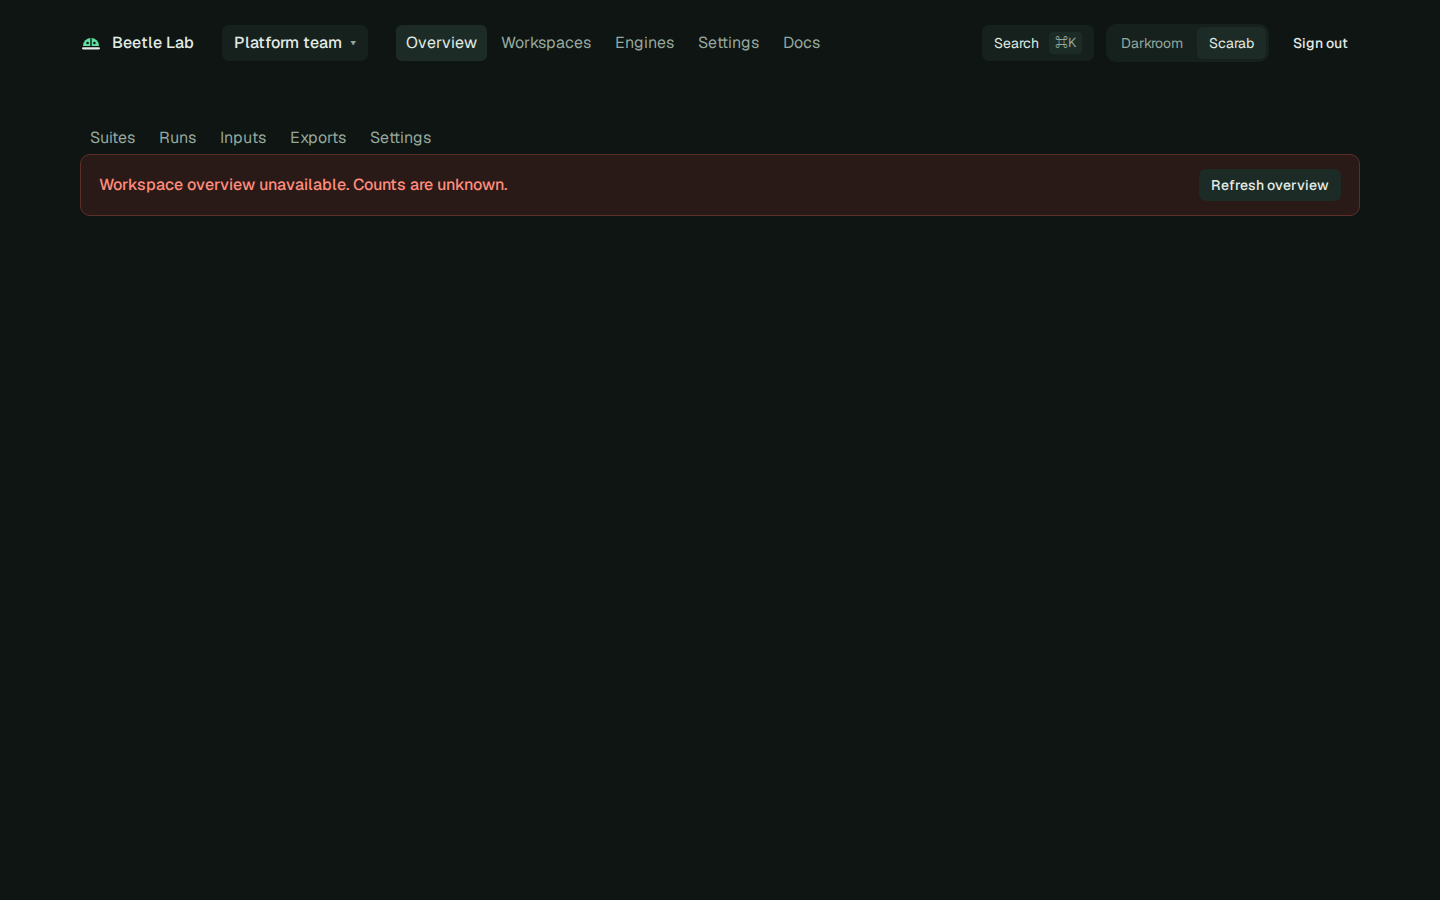 Beetle Lab Platform team ▾ Overview Workspaces Engines Settings Docs Search ⌘K Darkroom Scarab Sign out
Suites Runs Inputs Exports Settings
Workspace overview unavailable. Counts are unknown. Refresh overview